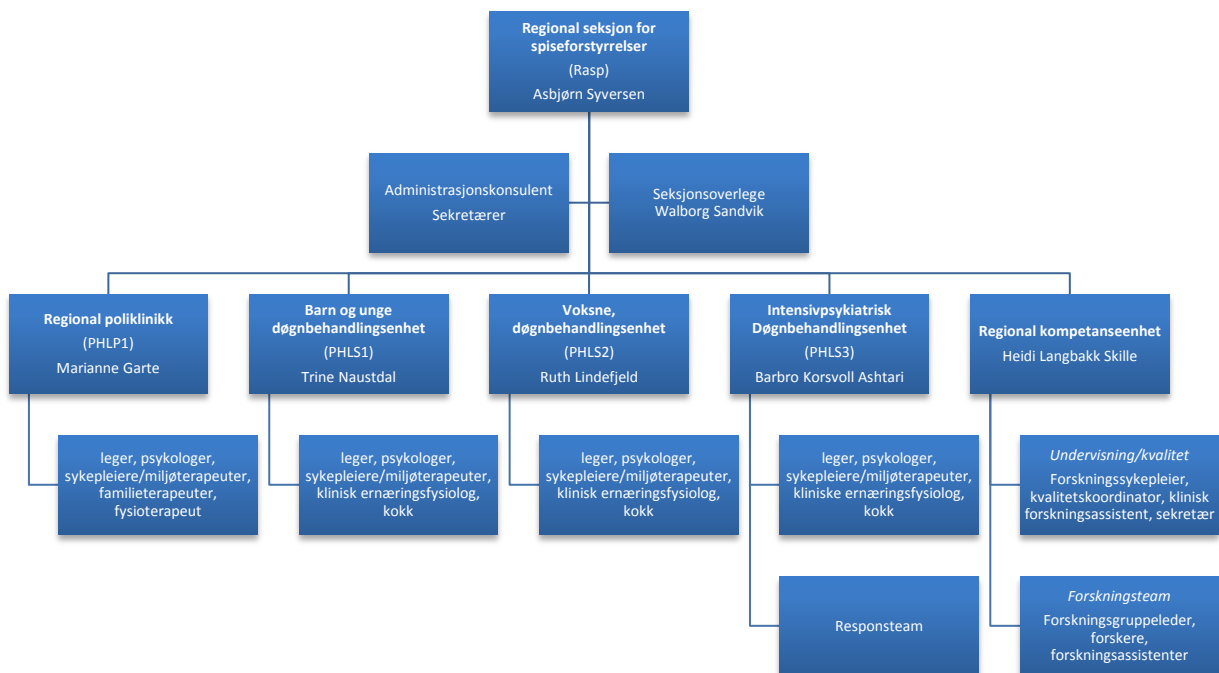 Regional seksjon for
spiseforstyrrelser
(Rasp)
Asbjørn Syversen
Administrasjonskonsulent
Sekretærer
Seksjonsoverlege
Walborg Sandvik
Regional poliklinikk
(PHLP1)
Marianne Garte
Barn og unge
døgnbehandlingsenhet
(PHLS1)
Trine Naustdal
Voksne,
døgnbehandlingsenhet
(PHLS2)
Ruth Lindefjeld
Intensivpsykiatrisk
Døgnbehandlingsenhet
(PHLS3)
Barbro Korsvoll Ashtari
Regional kompetanseenhet
Heidi Langbakk Skille
leger, psykologer,
sykepleiere/miljøterapeuter,
familieterapeuter,
fysioterapeut
leger, psykologer,
sykepleiere/miljøterapeuter,
klinisk ernæringsfysiolog,
kokk
leger, psykologer,
sykepleiere/miljøterapeuter,
klinisk ernæringsfysiolog,
kokk
leger, psykologer,
sykepleiere/miljøterapeuter,
kliniske ernæringsfysiolog,
kokk
Undervisning/kvalitet
Forskningssykepleier,
kvalitetskoordinator, klinisk
forskningsassistent, sekretær
Responsteam
Forskningsteam
Forskningsgruppeleder,
forskere,
forskningsassistenter